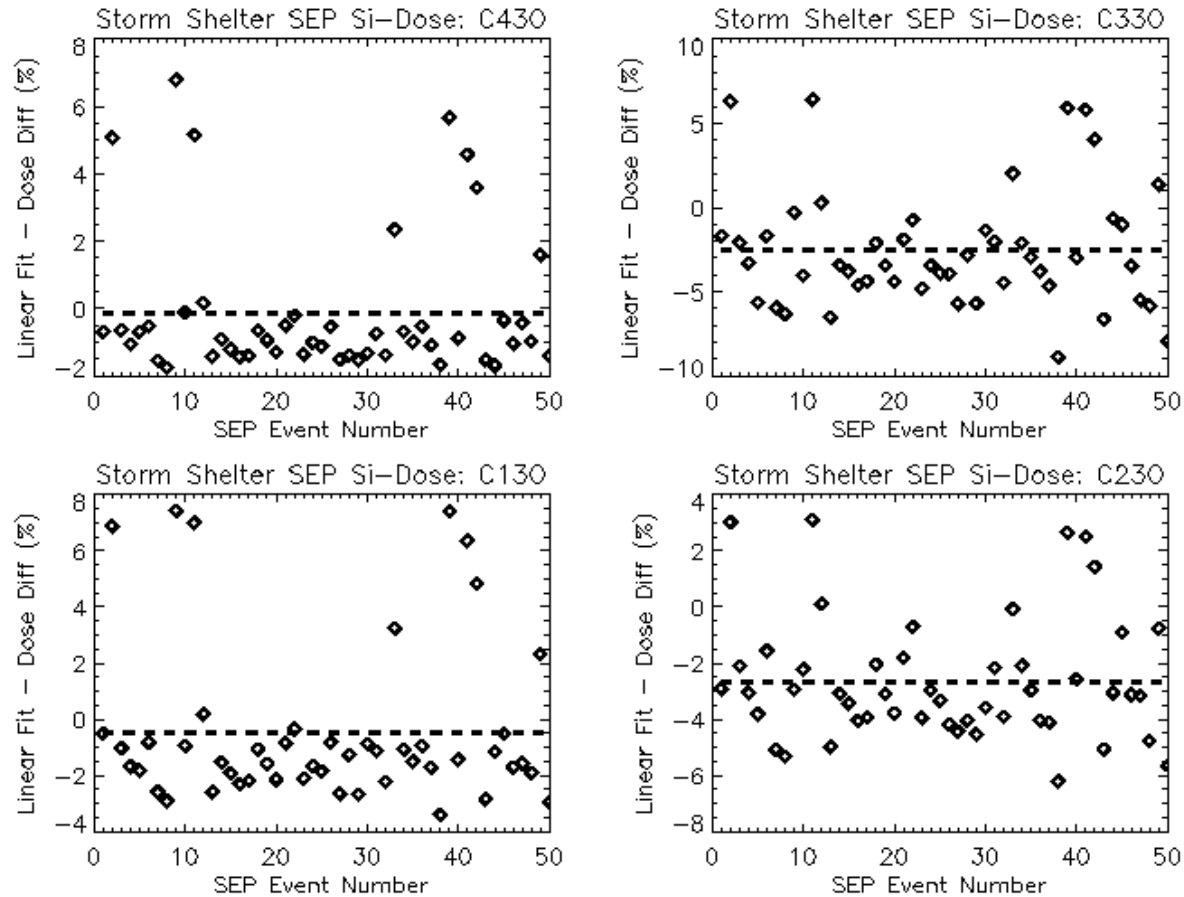 Storm Shelter SEP Si-Dose: C430
Linear Fit - Dose Diff (%)
8
6
4
2
0
-2
0 10 20 30 40 50
SEP Event Number
Storm Shelter SEP Si-Dose: C330
Linear Fit - Dose Diff (%)
10
5
0
-5
-10
0 10 20 30 40 50
SEP Event Number
Storm Shelter SEP Si-Dose: C130
Linear Fit - Dose Diff (%)
8
6
4
2
0
-2
-4
0 10 20 30 40 50
SEP Event Number
Storm Shelter SEP Si-Dose: C230
Linear Fit - Dose Diff (%)
4
2
0
-2
-4
-6
-8
0 10 20 30 40 50
SEP Event Number